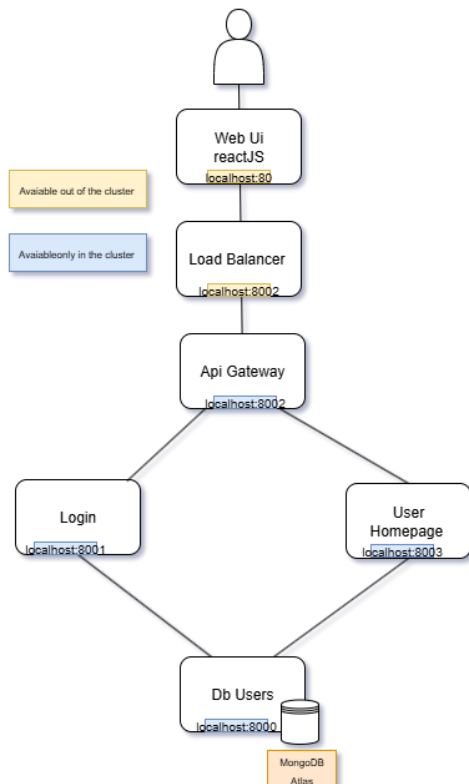 Web Ui
reactJS
localhost:80
Avaiable out of the cluster
Avaiableonly in the cluster
Load Balancer
localhost:8002
Api Gateway
localhost:8002
Login
localhost:8001
User
Homepage
localhost:8003
Db Users
localhost:8000
MongoDB
Atlas